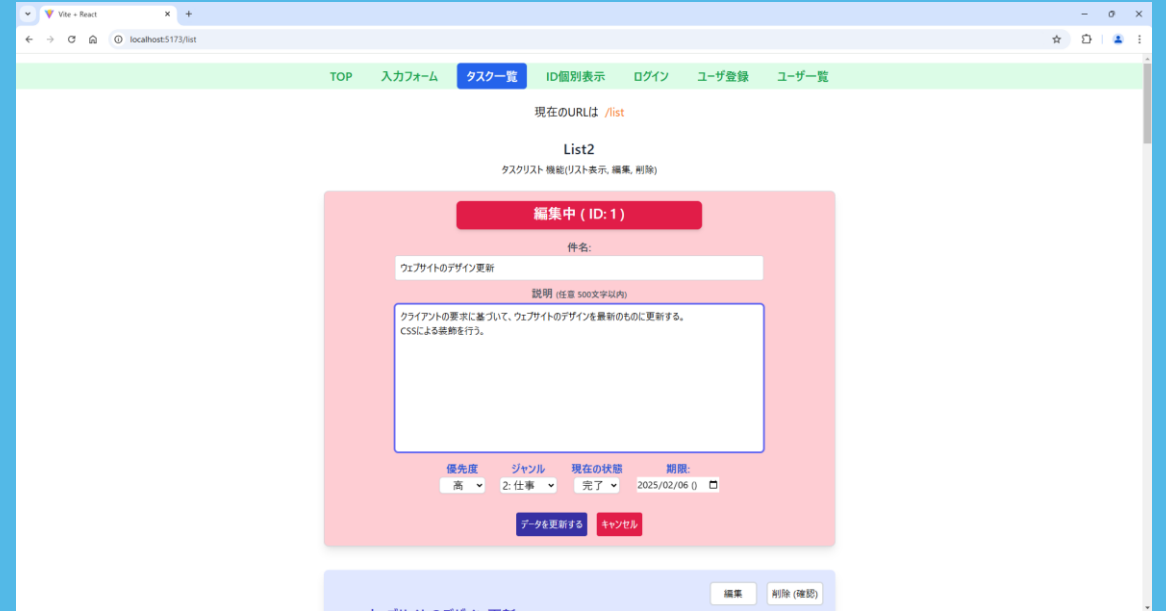 Vite + React
localhost:5173/list
TOP 入力フォーム タスク一覧 ID個別表示 ログイン ユーザ登録 ユーザ一覧
現在のURLは /list
List2
タスクリスト 機能(リスト表示, 編集, 削除)
編集中 ( ID: 1 )
件名:
ウェブサイトのデザイン更新
説明 (任意 500文字以内)
クライアントの要求に基づいて、ウェブサイトのデザインを最新のものに更新する。
CSSによる装飾を行う。
優先度 ジャンル 現在の状態 期限:
高 2: 仕事 完了 2025/02/06 ()
データを更新する キャンセル
編集 削除 (確認)